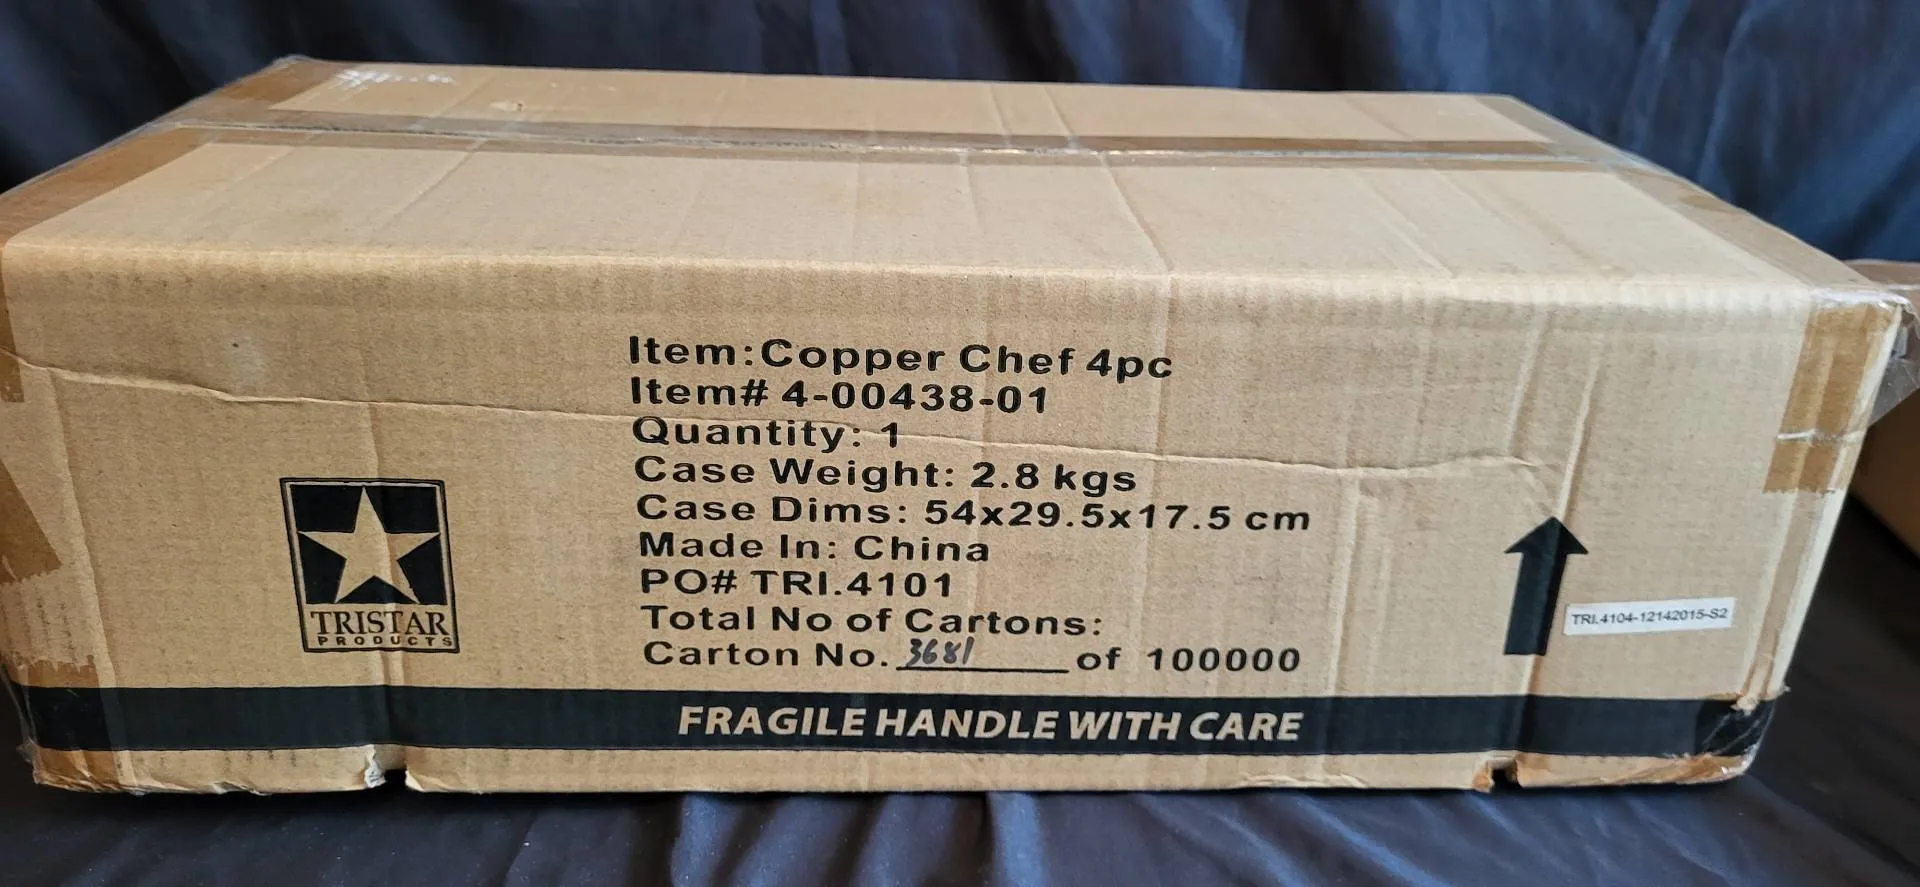 Item:Copper Chef 4pc
Item# 4-00438-01
Quantity: 1
Case Weight: 2.8 kgs
Case Dims: 54x29.5x17.5 cm
Made In: China
PO# TRI.4101
Total No of Cartons:
Carton No. 3681 of 100000
TRISTAR
PRODUCTS
TRI.4104-12142015-S2
FRAGILE HANDLE WITH CARE